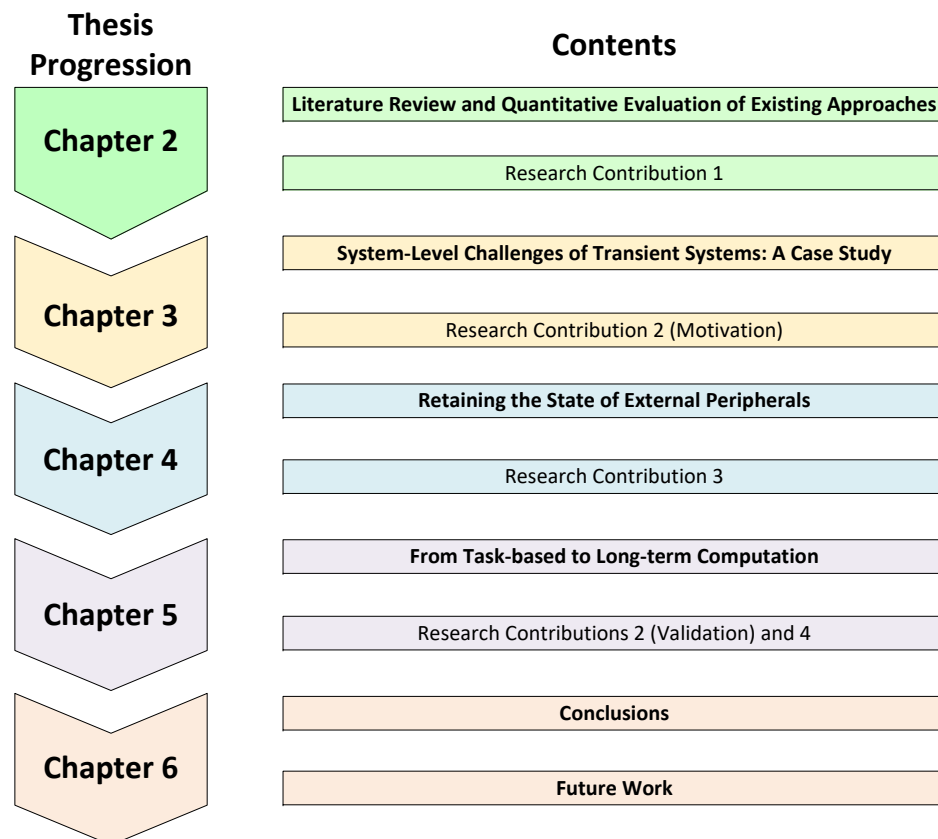 Thesis
Progression
Contents
Chapter 2
Literature Review and Quantitative Evaluation of Existing Approaches
Research Contribution 1
Chapter 3
System-Level Challenges of Transient Systems: A Case Study
Research Contribution 2 (Motivation)
Chapter 4
Retaining the State of External Peripherals
Research Contribution 3
Chapter 5
From Task-based to Long-term Computation
Research Contributions 2 (Validation) and 4
Chapter 6
Conclusions
Future Work